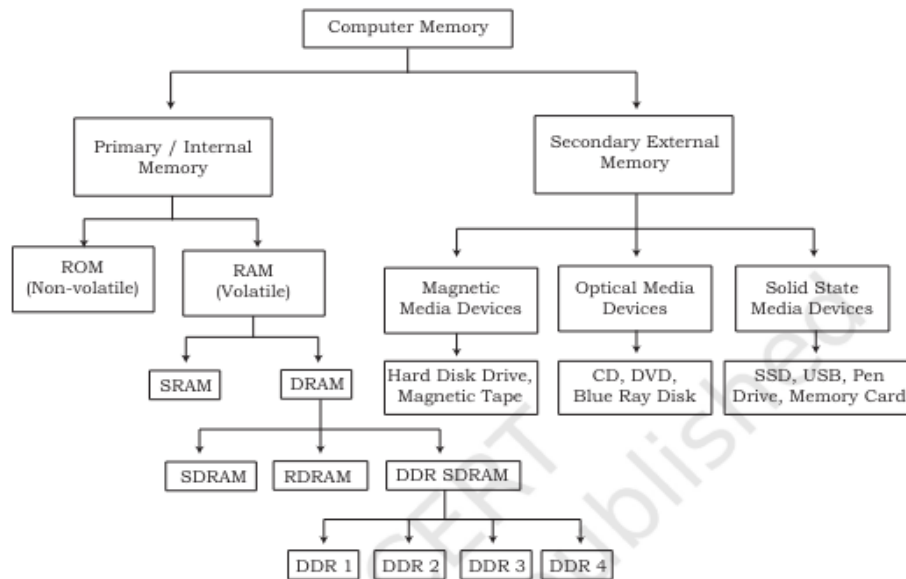 Computer Memory
Primary / Internal
Memory
Secondary External
Memory
ROM
(Non-volatile)
RAM
(Volatile)
Magnetic
Media Devices
Optical Media
Devices
Solid State
Media Devices
SRAM
DRAM
Hard Disk Drive,
Magnetic Tape
CD, DVD,
Blue Ray Disk
SSD, USB, Pen
Drive, Memory Card
SDRAM
RDRAM
DDR SDRAM
DDR 1
DDR 2
DDR 3
DDR 4
CERT
ublished